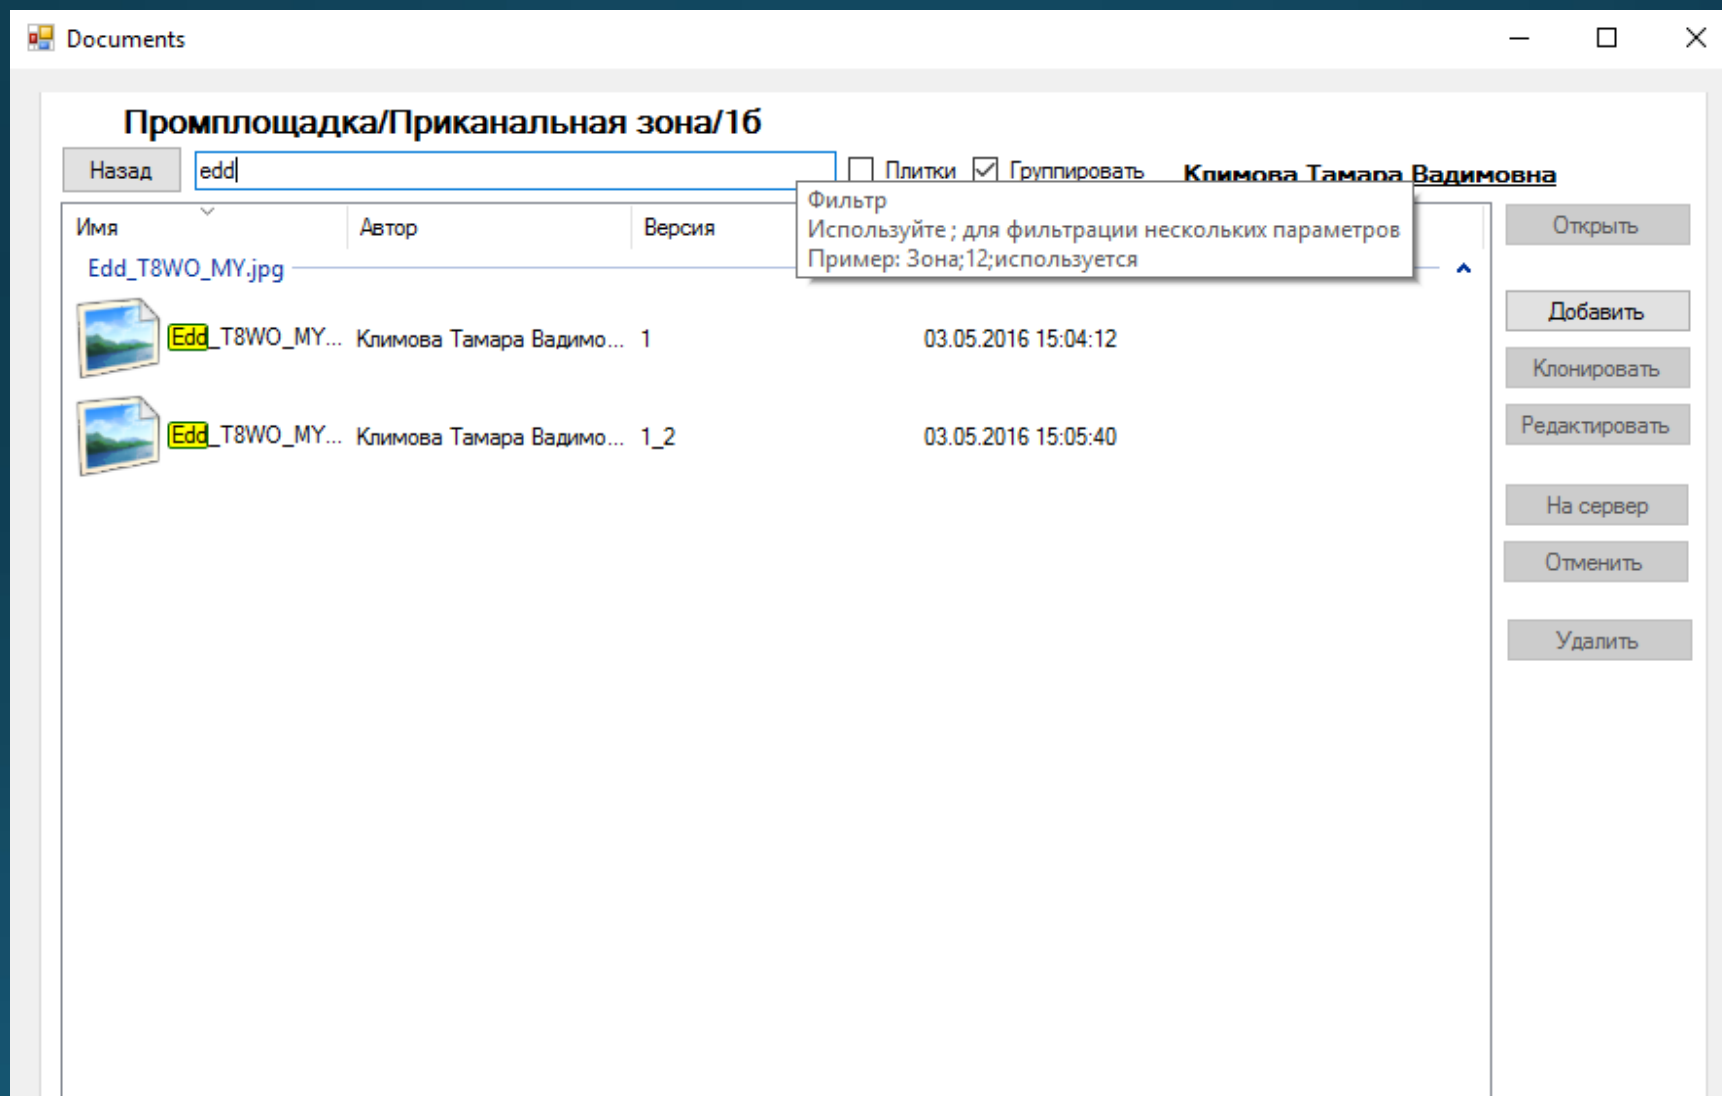 Documents
Промплощадка/Приканальная зона/1б
Назад edd Плитки Группировать Климова Тамара Вадимовна
Фильтр
Используйте ; для фильтрации нескольких параметров
Пример: Зона;12;используется
Имя Автор Версия
Открыть
Edd_T8WO_MY.jpg
Добавить
Edd_T8WO_MY... Климова Тамара Вадимо... 1 03.05.2016 15:04:12
Клонировать
Редактировать
Edd_T8WO_MY... Климова Тамара Вадимо... 1_2 03.05.2016 15:05:40
На сервер
Отменить
Удалить